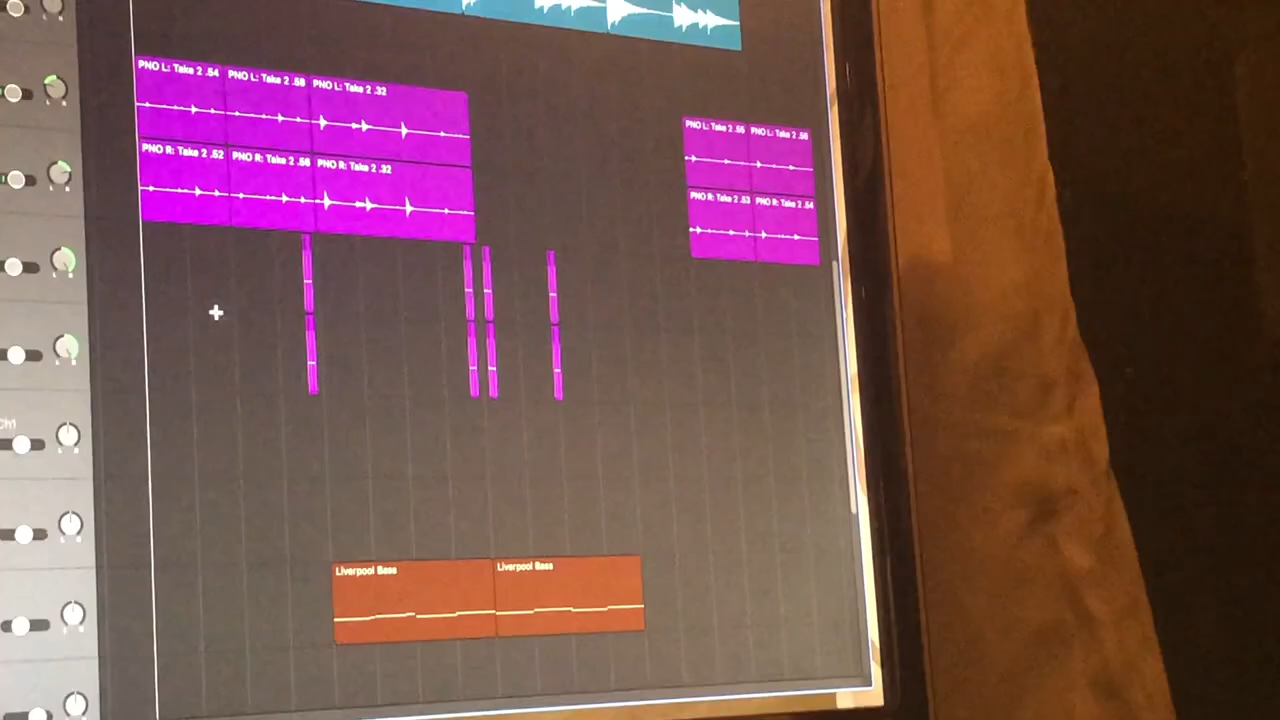 PNO L: Take 2 .54
PNO L: Take 2 .58
PNO L: Take 2 .32
PNO R: Take 2 .52
PNO R: Take 2 .56
PNO R: Take 2 .32
PNO L: Take 2 .55
PNO L: Take 2 .56
PNO R: Take 2 .53
PNO R: Take 2 .54
Ch1
Liverpool Bass
Liverpool Bass